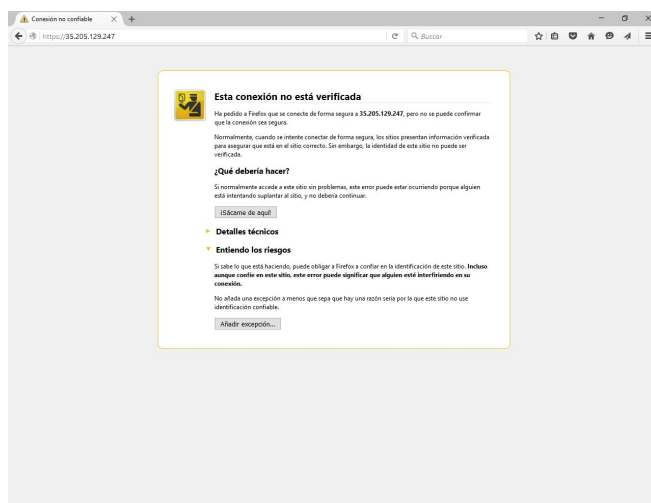 Conexión no confiable
https://35.205.129.247
Buscar
Esta conexión no está verificada
Ha pedido a Firefox que se conecte de forma segura a 35.205.129.247, pero no se puede confirmar
que la conexión sea segura.
Normalmente, cuando se intente conectar de forma segura, los sitios presentan información verificada
para asegurar que está en el sitio correcto. Sin embargo, la identidad de este sitio no puede ser
verificada.
¿Qué debería hacer?
Si normalmente accede a este sitio sin problemas, este error puede estar ocurriendo porque alguien
está intentando suplantar al sitio, y no debería continuar.
¡Sácame de aquí!
Detalles técnicos
Entiendo los riesgos
Si sabe lo que está haciendo, puede obligar a Firefox a confiar en la identificación de este sitio. Incluso
aunque confíe en este sitio, este error puede significar que alguien esté interfiriendo en su
conexión.
No añada una excepción a menos que sepa que hay una razón seria por la que este sitio no use
identificación confiable.
Añadir excepción...